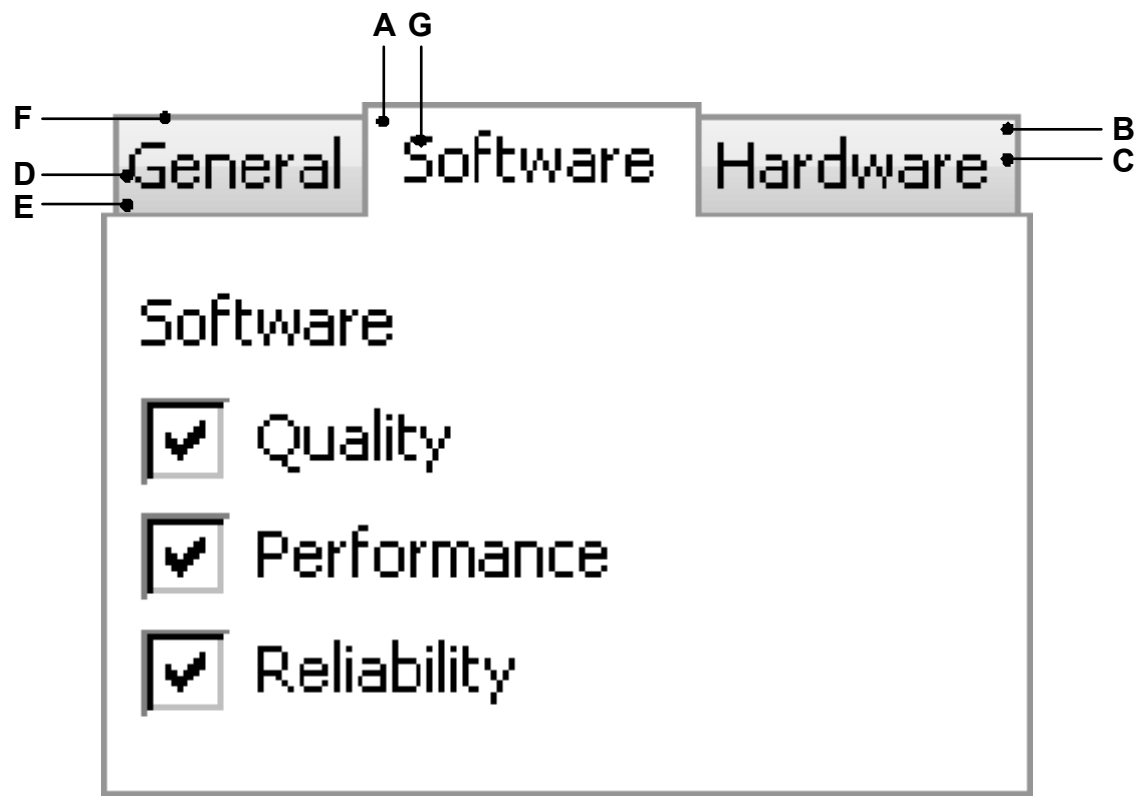 A G
F
B
General Software Hardware
C
D
E
Software
Quality
Performance
Reliability